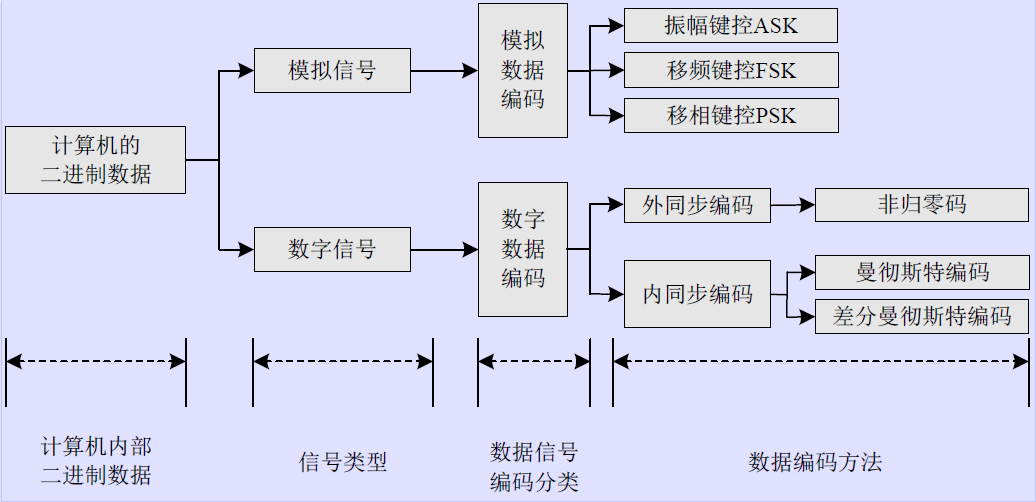 计算机的
二进制数据
模拟信号
数字信号
模拟
数据
编码
数字
数据
编码
振幅键控ASK
移频键控FSK
移相键控PSK
外同步编码
非归零码
内同步编码
曼彻斯特编码
差分曼彻斯特编码
计算机内部
二进制数据
信号类型
数据信号
编码分类
数据编码方法